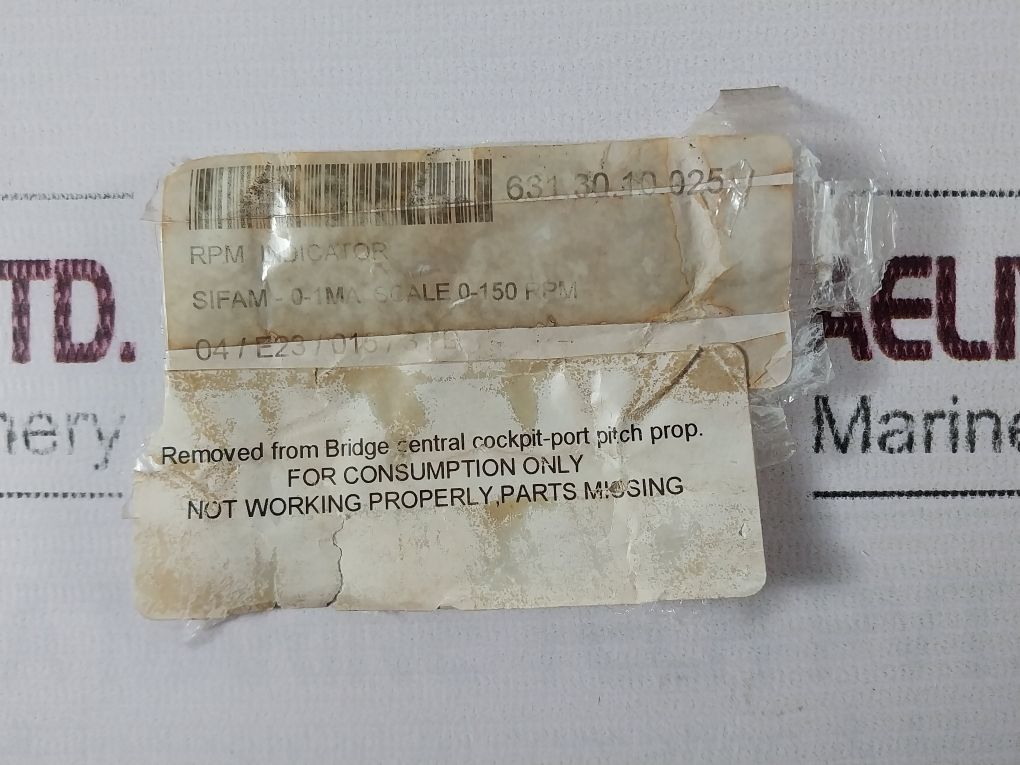 631.30.10.025
RPM INDICATOR
SIFAM - 0-1MA SCALE 0-150 RPM
04 / E23 / 015 /
Removed from Bridge central cockpit-port pitch prop.
FOR CONSUMPTION ONLY
NOT WORKING PROPERLY,PARTS MISSING
TD.
nery
AELI
Marine